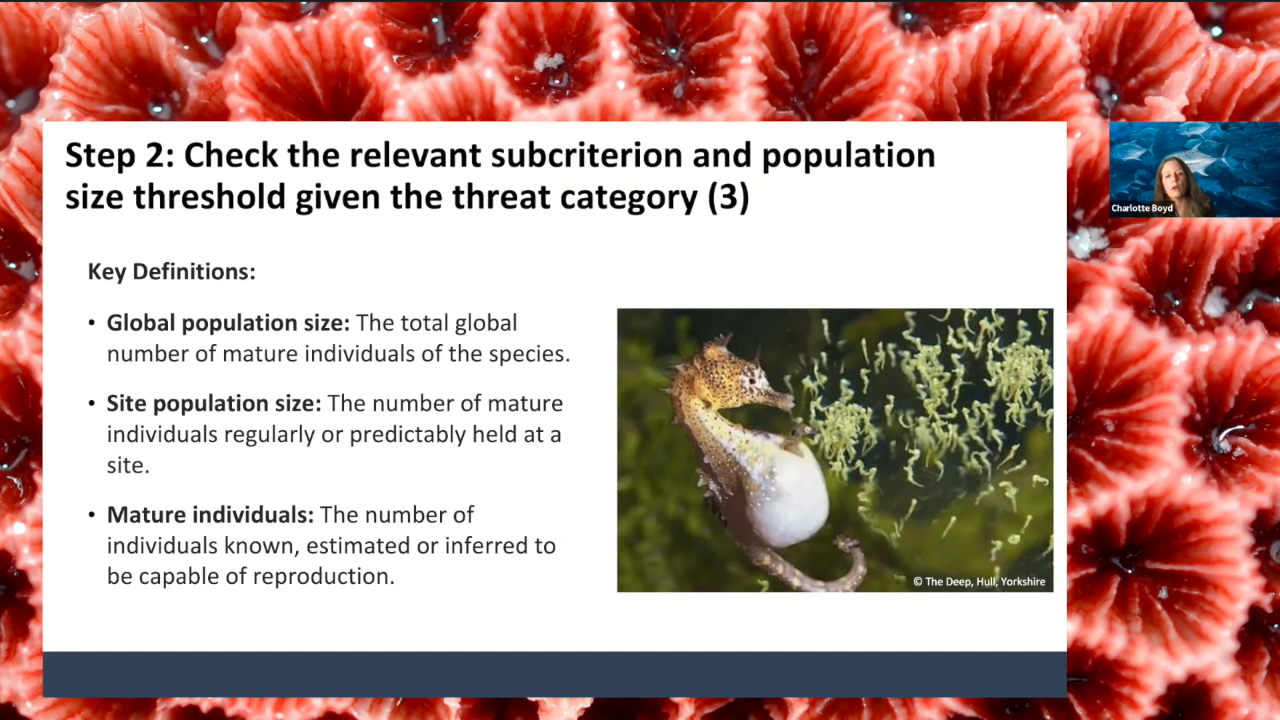 Step 2: Check the relevant subcriterion and population
size threshold given the threat category (3)
Key Definitions:
• Global population size: The total global
number of mature individuals of the species.
• Site population size: The number of mature
individuals regularly or predictably held at a
site.
• Mature individuals: The number of
individuals known, estimated or inferred to
be capable of reproduction.
© The Deep, Hull, Yorkshire
Charlotte Boyd